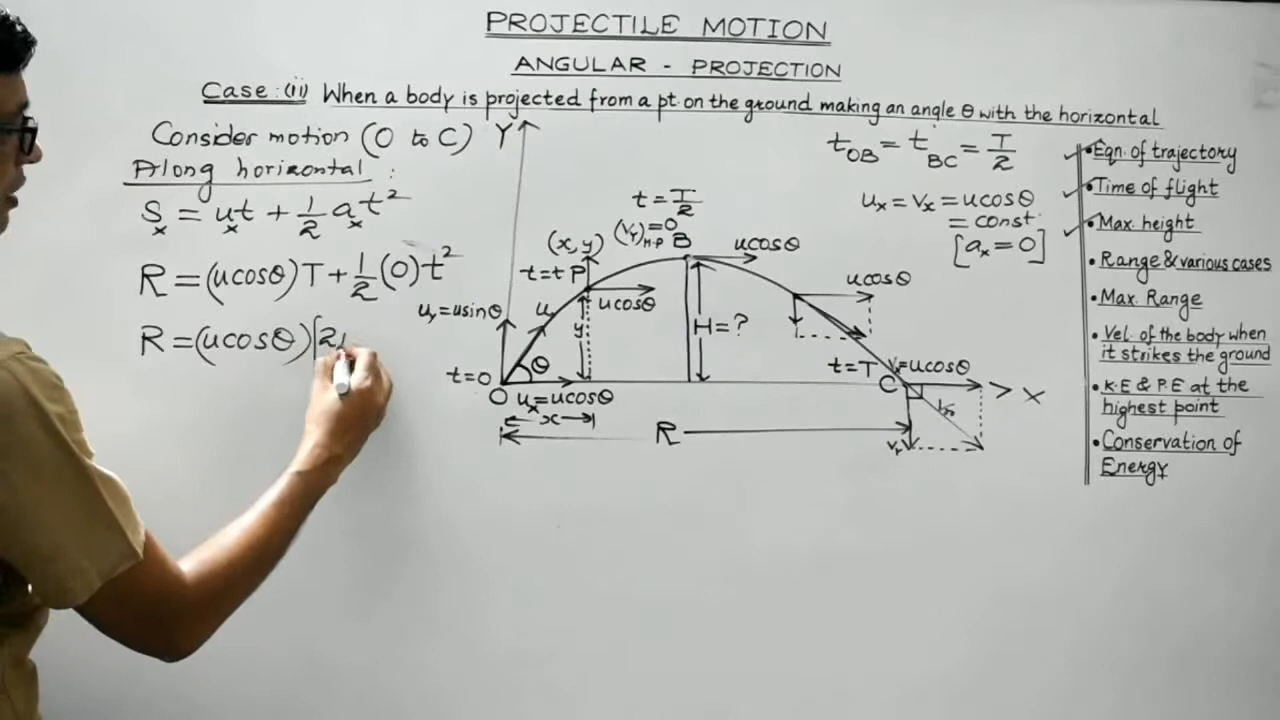 PROJECTILE MOTION
ANGULAR - PROJECTION
Case:(ii) When a body is projected from a pt. on the ground making an angle θ with the horizontal
Consider motion (O to C)
Along horizontal :
Sₓ = uₓt + 1/2 aₓt²
R = (ucosθ)T + 1/2 (0)t²
R = (ucosθ)[2u
Y
t = T/2
(Vy)H.P = 0
B
ucosθ
(x, y)
t=t P
ucosθ
ucosθ
uy = usinθ
u
y
H = ?
θ
t=0
O
uₓ = ucosθ
x
R
t=T
Vₓ=ucosθ
C
X
Vy
tOB = tBC = T/2
uₓ = vₓ = ucosθ
= const.
[aₓ = 0]
• Eqn. of trajectory
• Time of flight
• Max. height
• Range & various cases
• Max. Range
• Vel. of the body when
it strikes the ground
• K.E & P.E at the
highest point
• Conservation of
Energy